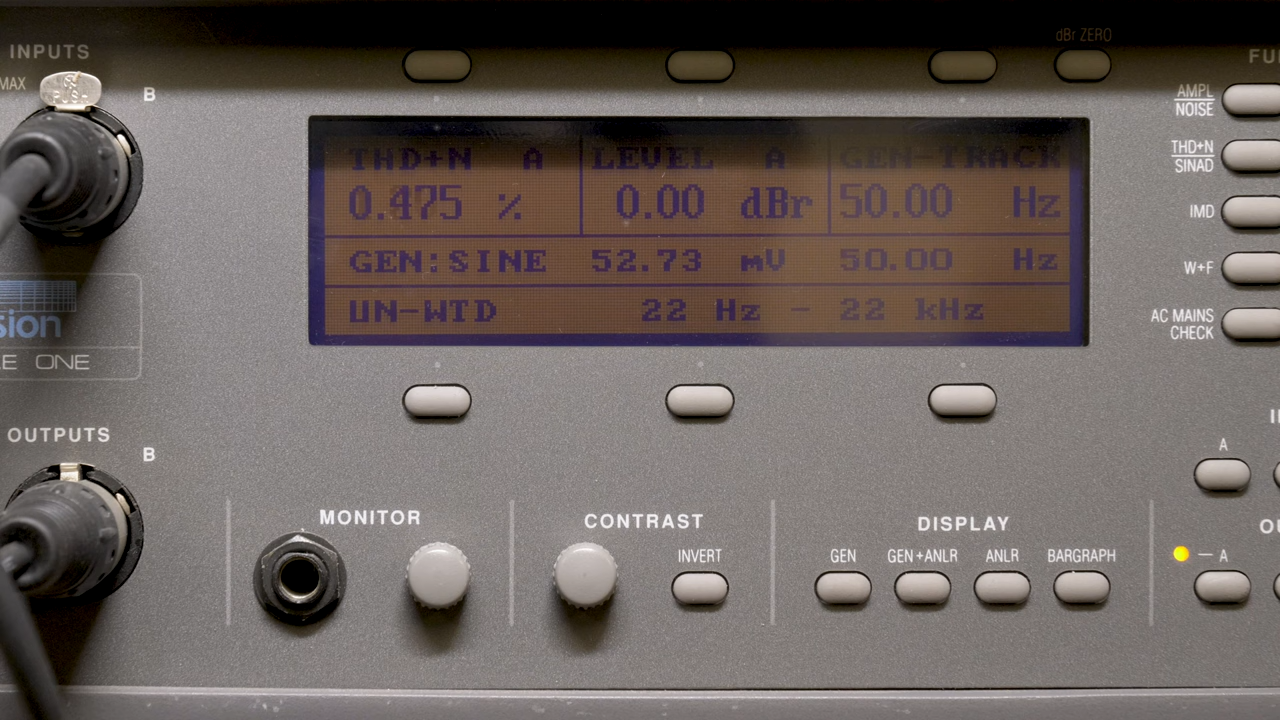 dBr ZERO
INPUTS
MAX
PUSH
B
AMPL
NOISE
THD+N
SINAD
IMD
W+F
AC MAINS
CHECK
THD+N A LEVEL A GEN-TRACK
0.475 % 0.00 dBr 50.00 Hz
GEN:SINE 52.73 mV 50.00 Hz
UN-WTD 22 Hz - 22 kHz
sion
E ONE
OUTPUTS
B
A
MONITOR
CONTRAST
INVERT
DISPLAY
GEN
GEN+ANLR
ANLR
BARGRAPH
— A